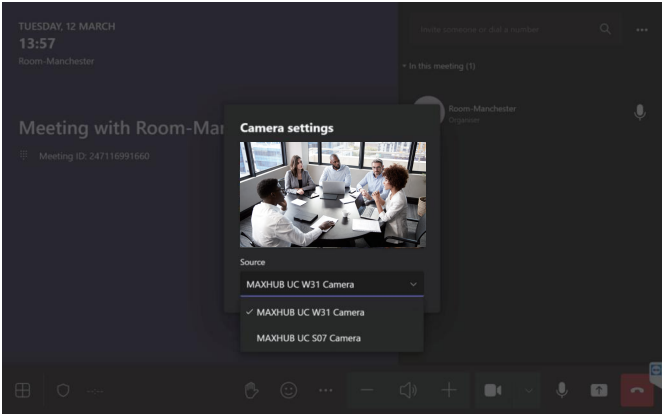 TUESDAY, 12 MARCH
13:57
Room-Manchester
Invite someone or dial a number
In this meeting (1)
Room-Manchester
Organiser
Meeting with Room-Mar
Meeting ID: 247116991660
Camera settings
Source
MAXHUB UC W31 Camera
MAXHUB UC W31 Camera
MAXHUB UC S07 Camera
--:--